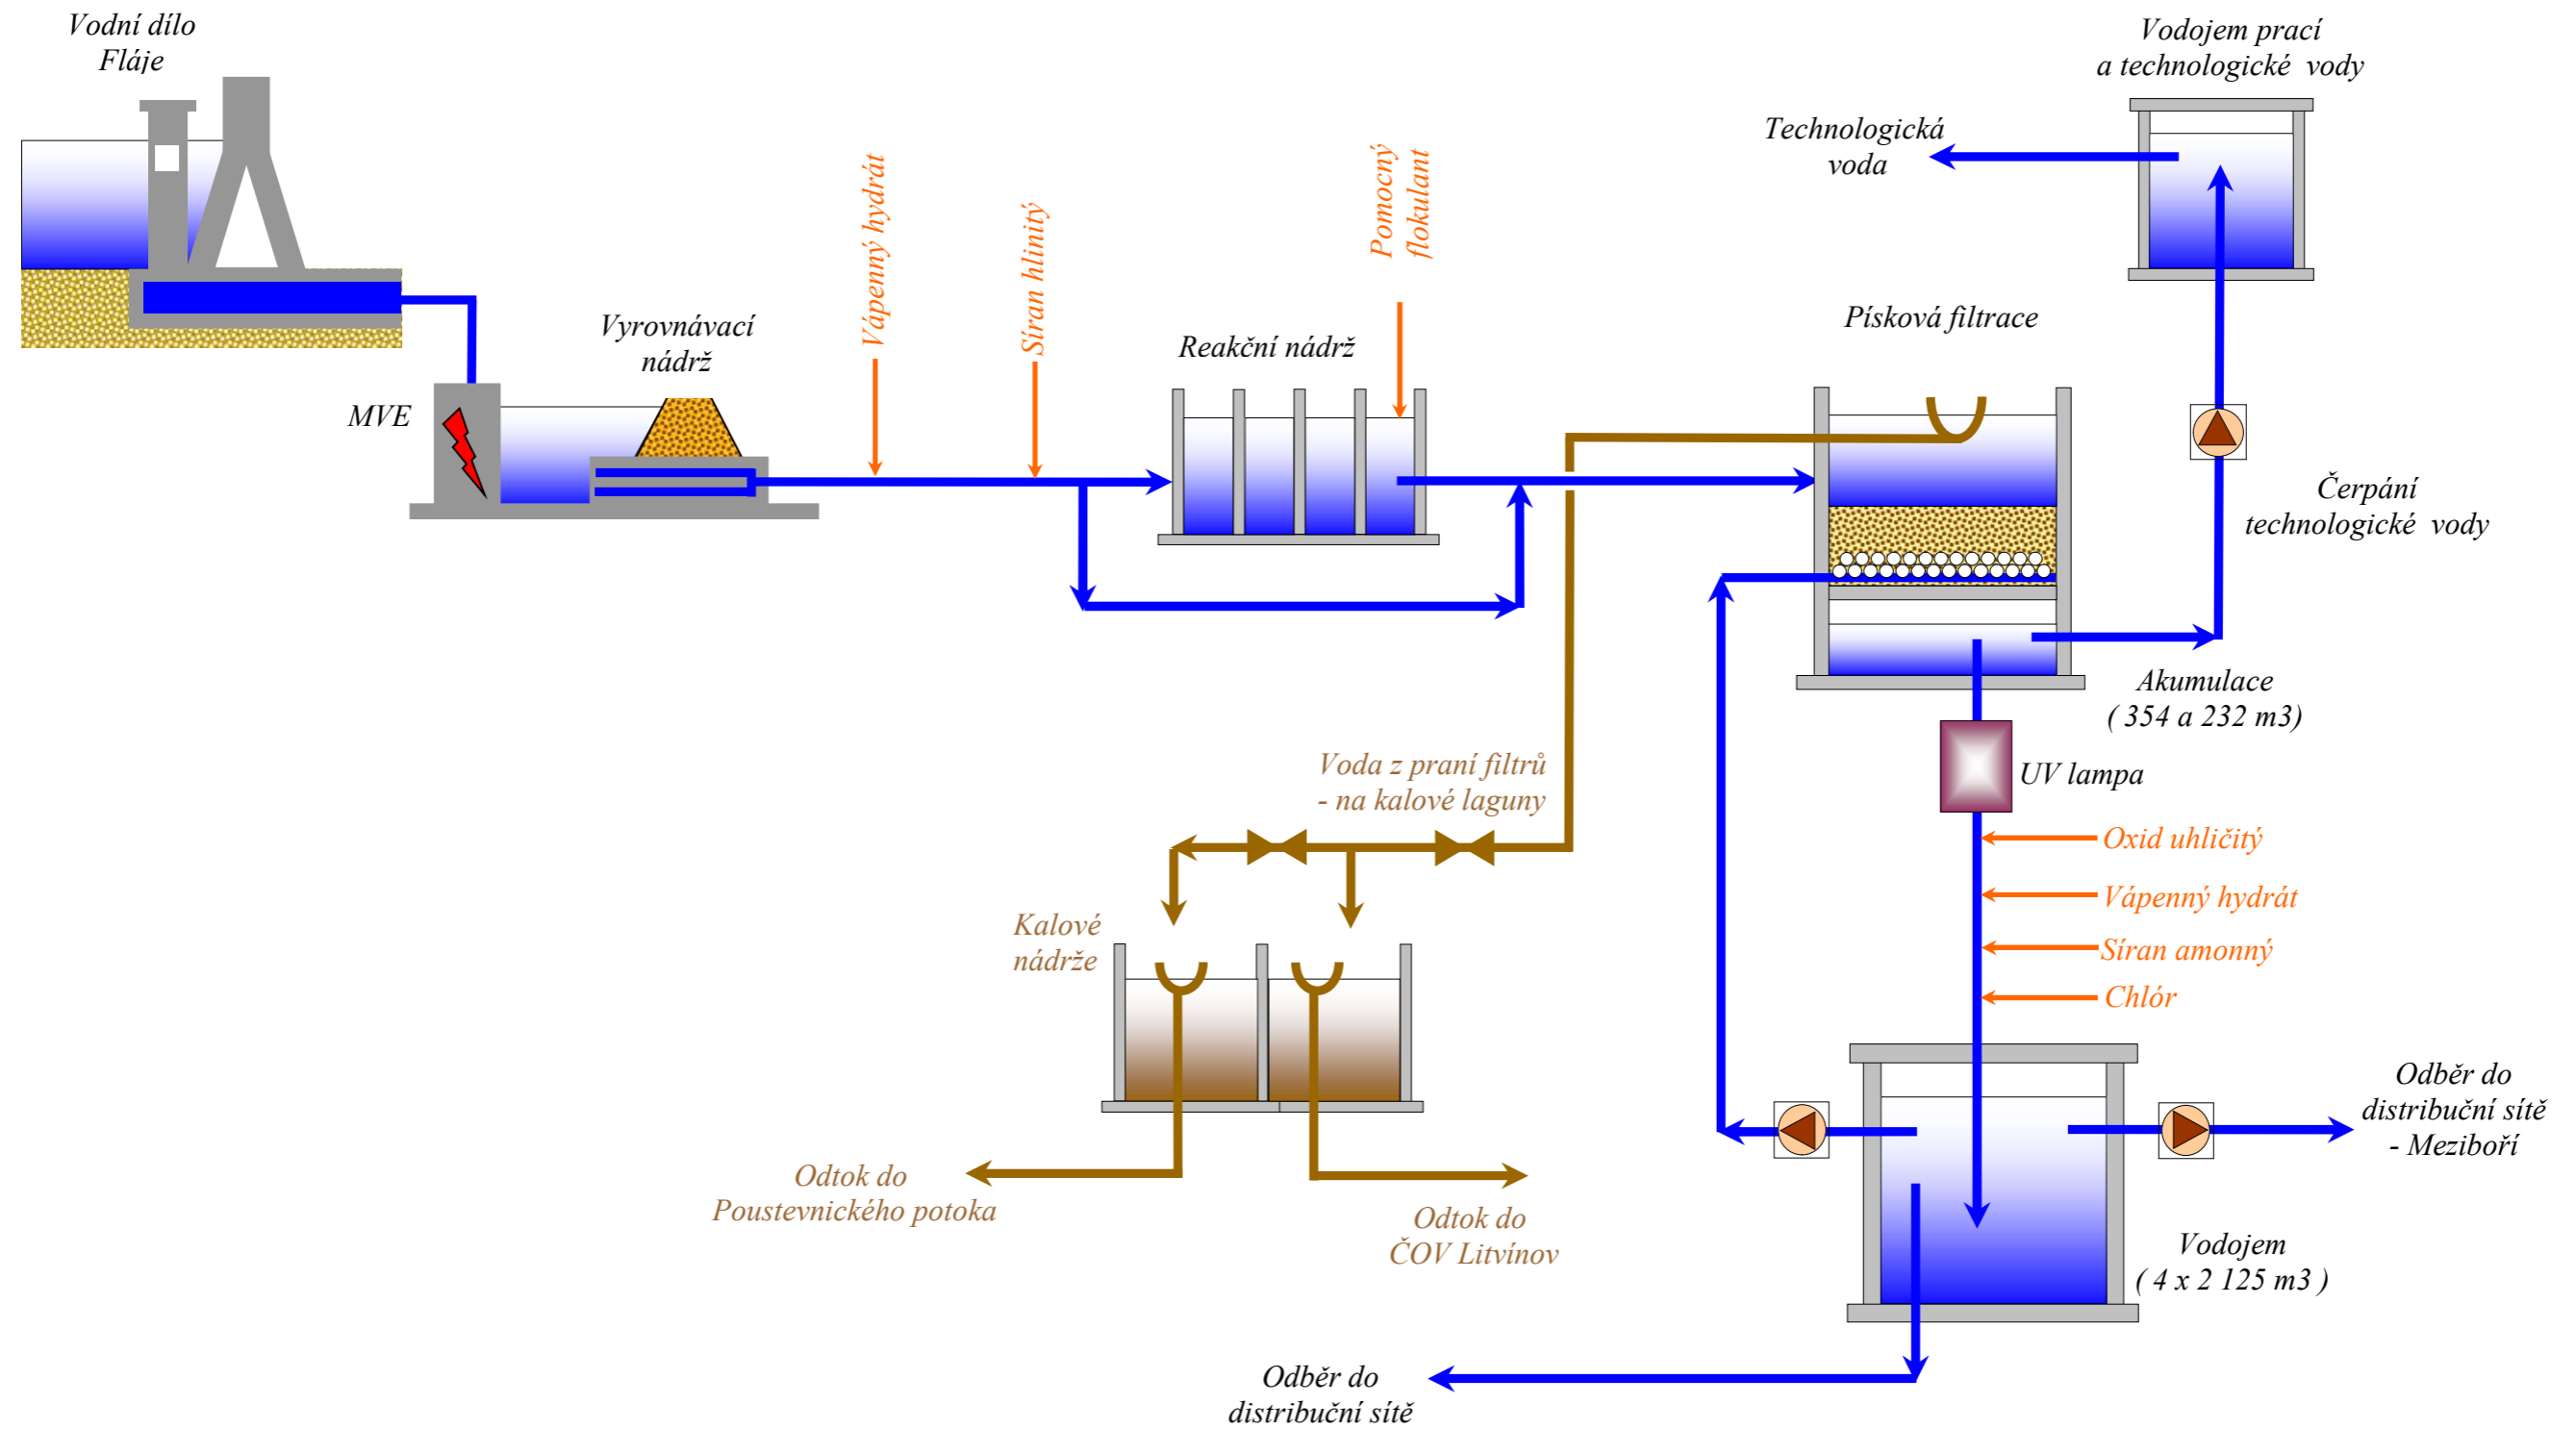 Vodní dílo
Fláje
Vodojem prací
a technologické vody
Technologická
voda
Vápenný hydrát
Síran hlinitý
Pomocný
flokulant
Vyrovnávací
nádrž
Reakční nádrž
Písková filtrace
MVE
Čerpání
technologické vody
Akumulace
( 354 a 232 m3)
Voda z praní filtrů
- na kalové laguny
UV lampa
Oxid uhličitý
Vápenný hydrát
Síran amonný
Chlór
Kalové
nádrže
Odběr do
distribuční sítě
- Meziboří
Odtok do
Poustevnického potoka
Odtok do
ČOV Litvínov
Vodojem
( 4 x 2 125 m3 )
Odběr do
distribuční sítě